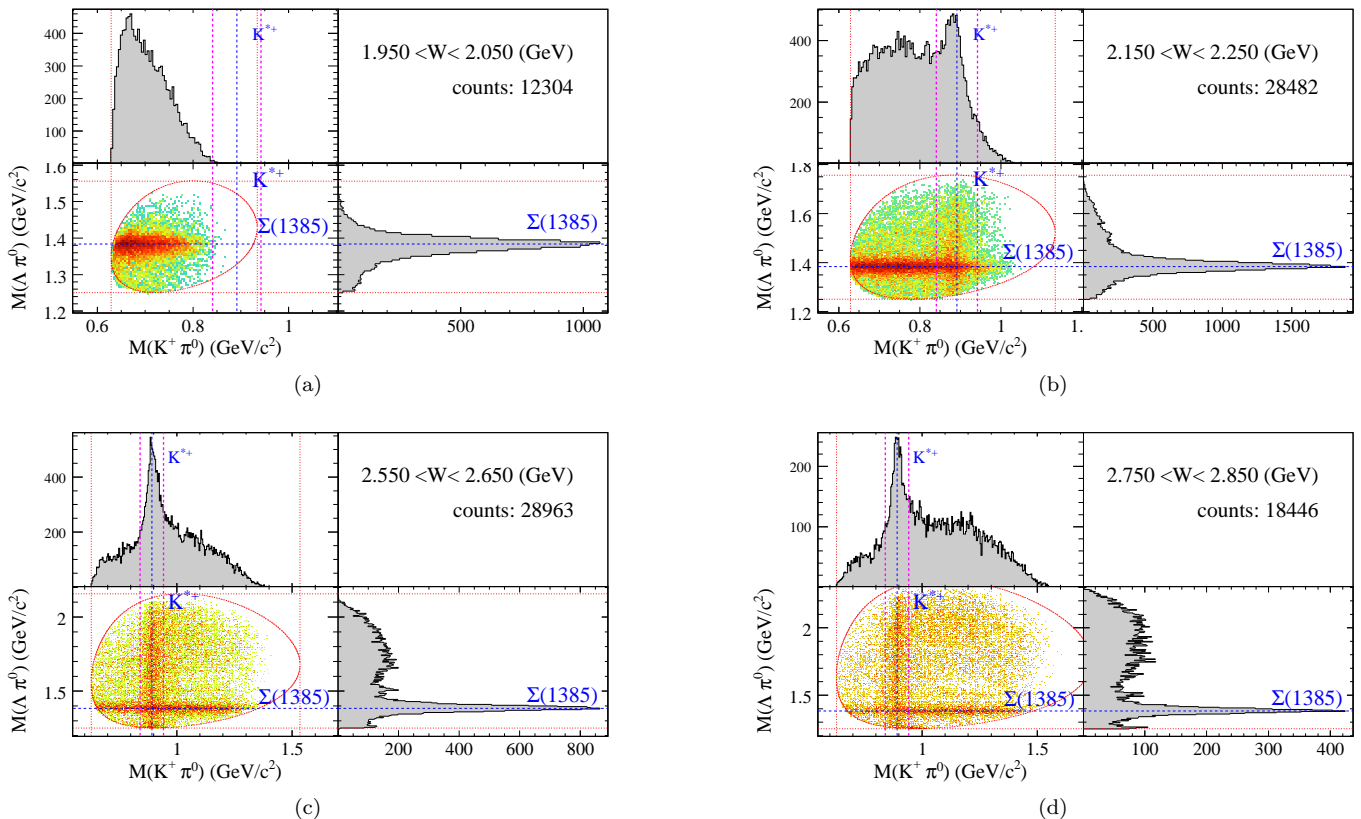 400
300
200
100
K*+
1.950 <W< 2.050 (GeV)
counts: 12304
M(Λ π⁰) (GeV/c²)
1.6
1.5
1.4
1.3
1.2
K*+
Σ(1385)
Σ(1385)
0.6 0.8 1
500 1000
M(K⁺ π⁰) (GeV/c²)
(a)
400
200
K*+
2.150 <W< 2.250 (GeV)
counts: 28482
M(Λ π⁰) (GeV/c²)
1.8
1.6
1.4
1.2
K*+
Σ(1385)
Σ(1385)
0.6 0.8 1 1.
500 1000 1500
M(K⁺ π⁰) (GeV/c²)
(b)
400
200
K*+
2.550 <W< 2.650 (GeV)
counts: 28963
M(Λ π⁰) (GeV/c²)
2
1.5
K*+
Σ(1385)
Σ(1385)
1 1.5
200 400 600 800
M(K⁺ π⁰) (GeV/c²)
(c)
200
100
K*+
2.750 <W< 2.850 (GeV)
counts: 18446
M(Λ π⁰) (GeV/c²)
2
1.5
K*+
Σ(1385)
Σ(1385)
1 1.5
100 200 300 400
M(K⁺ π⁰) (GeV/c²)
(d)